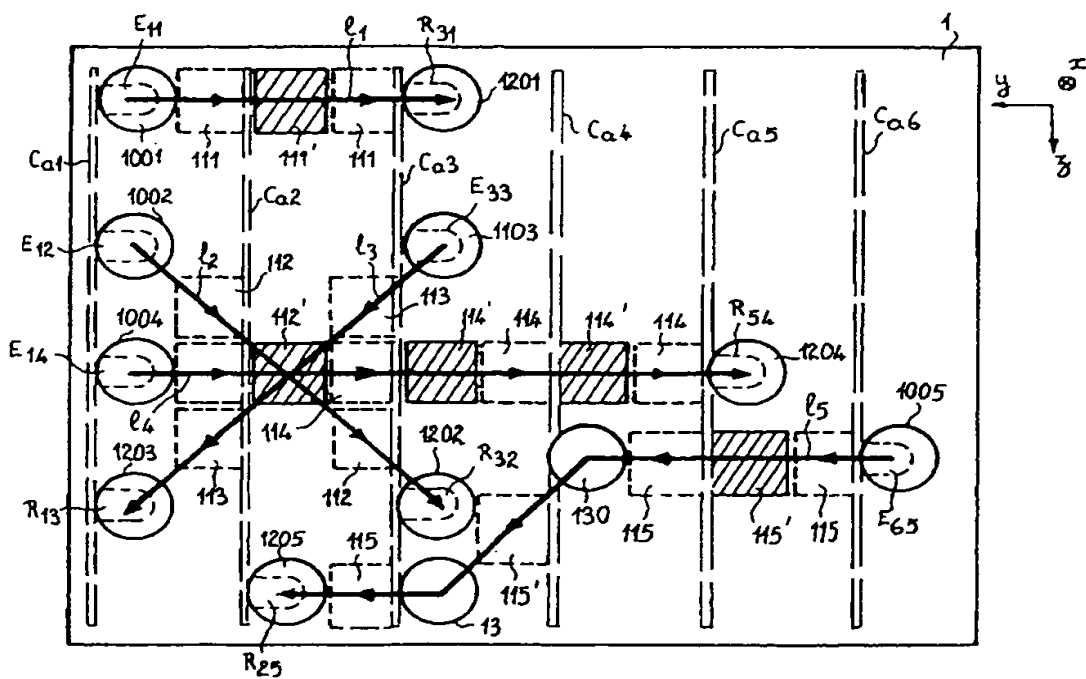 E11
l1
R31
1
1201
x
y
z
Ca1
1001
111
111'
111
Ca4
Ca5
Ca6
Ca3
Ca2
1002
E33
1103
E12
l2
l3
112
113
1004
112'
114'
114
114'
114
R54
1204
E14
l4
114
1005
l5
1203
1202
R32
R13
113
112
130
115
115'
115
E65
1205
115
115'
13
R25